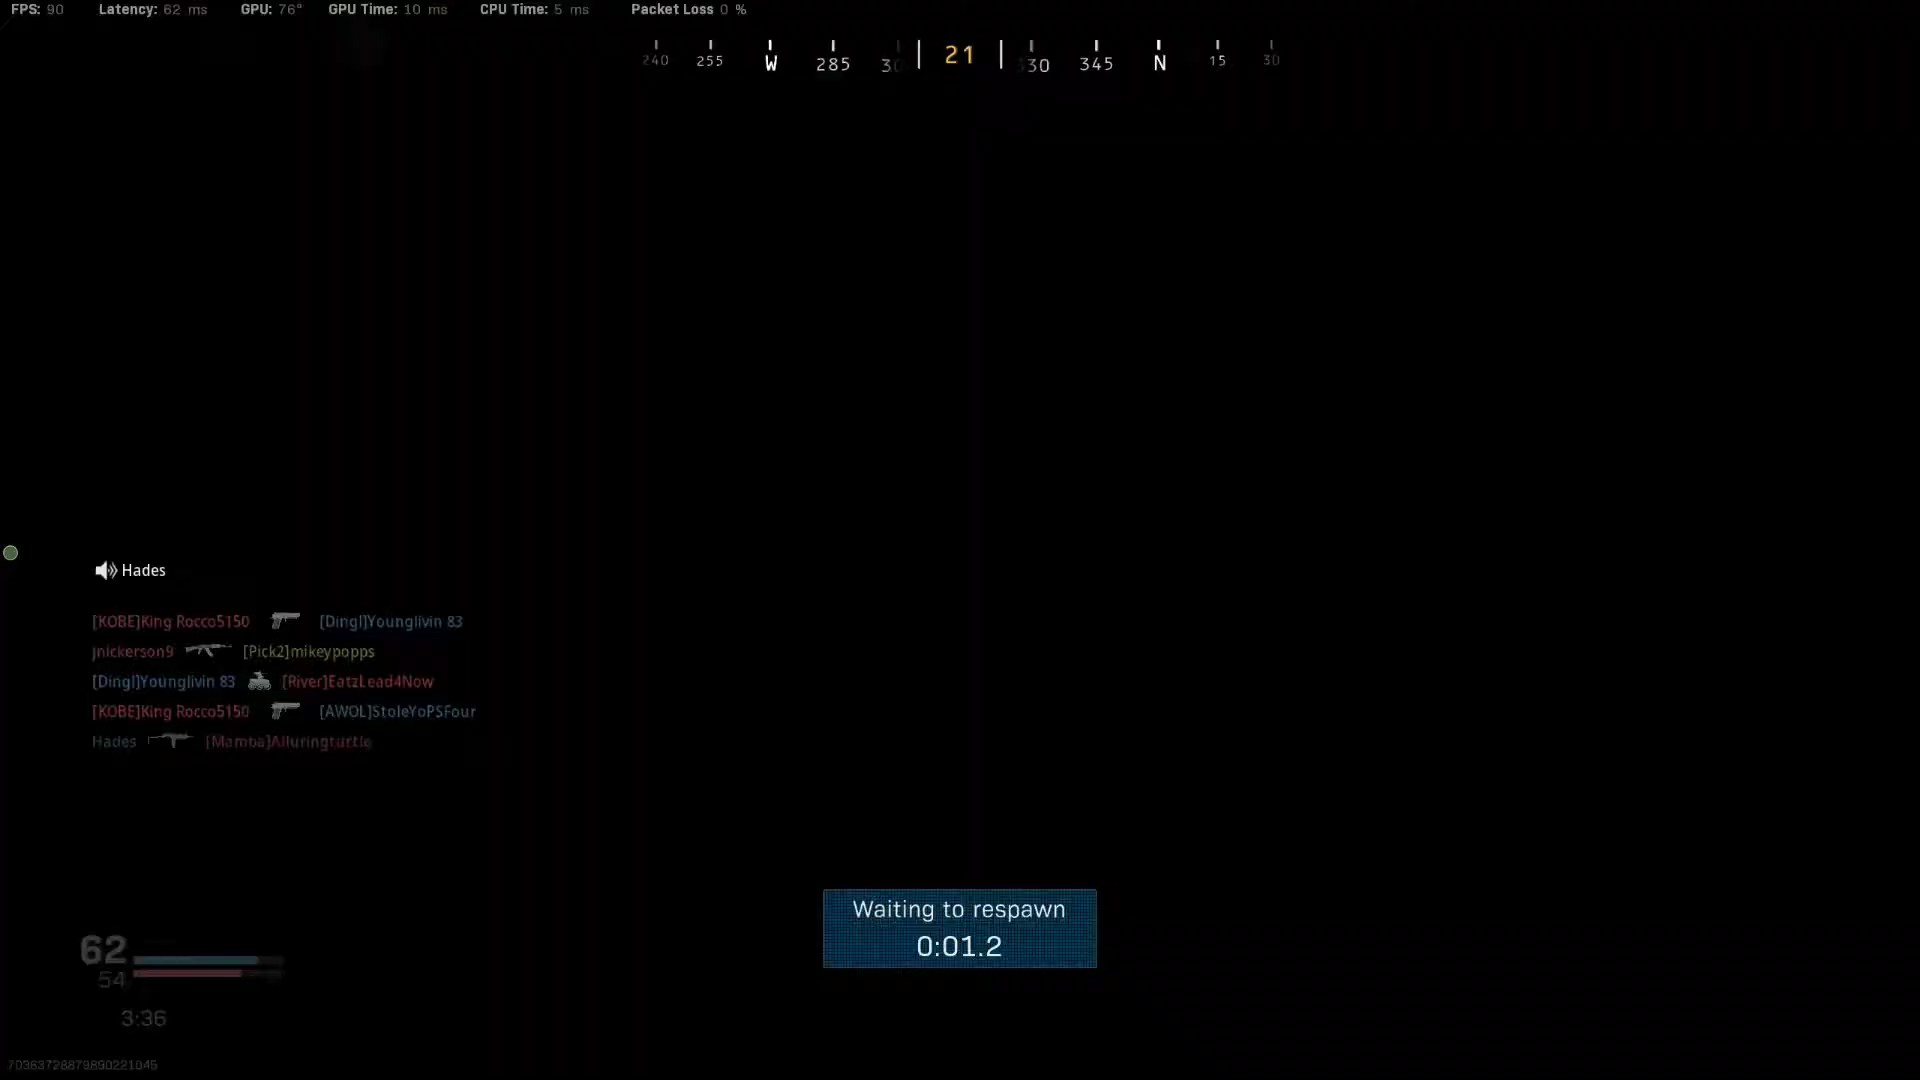 FPS: 90 Latency: 62 ms GPU: 76° GPU Time: 10 ms CPU Time: 5 ms Packet Loss 0 %
240 255 W 285 30 21 330 345 N 15 30
Hades
[KOBE]King Rocco5150 [Dingl]Younglivin 83
jnickerson9 [Pick2]mikeypopps
[Dingl]Younglivin 83 [River]EatzLead4Now
[KOBE]King Rocco5150 [AWOL]StoleYoPSFour
Hades [Mamba]Alluringturtle
Waiting to respawn
0:01.2
62
54
3:36